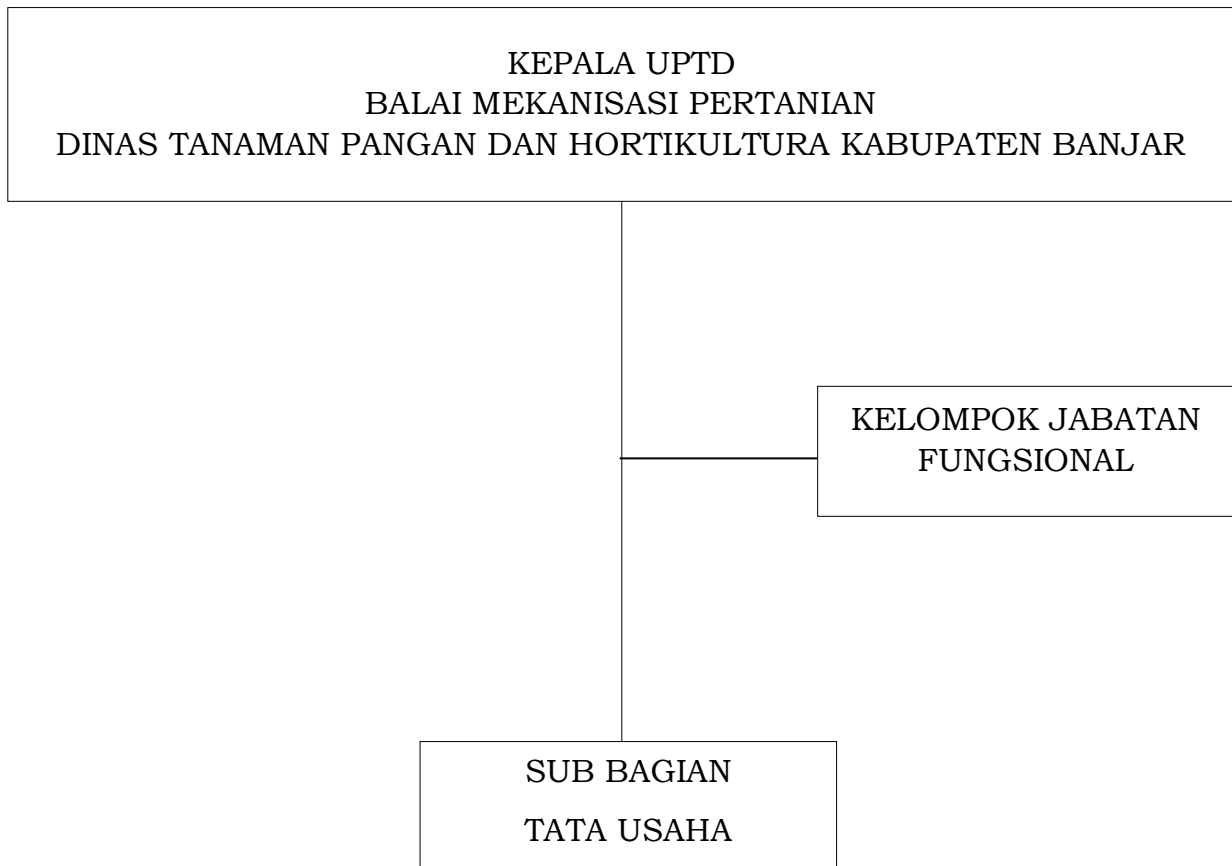 KEPALA UPTD
BALAI MEKANISASI PERTANIAN
DINAS TANAMAN PANGAN DAN HORTIKULTURA KABUPATEN BANJAR
KELOMPOK JABATAN
FUNGSIONAL
SUB BAGIAN
TATA USAHA